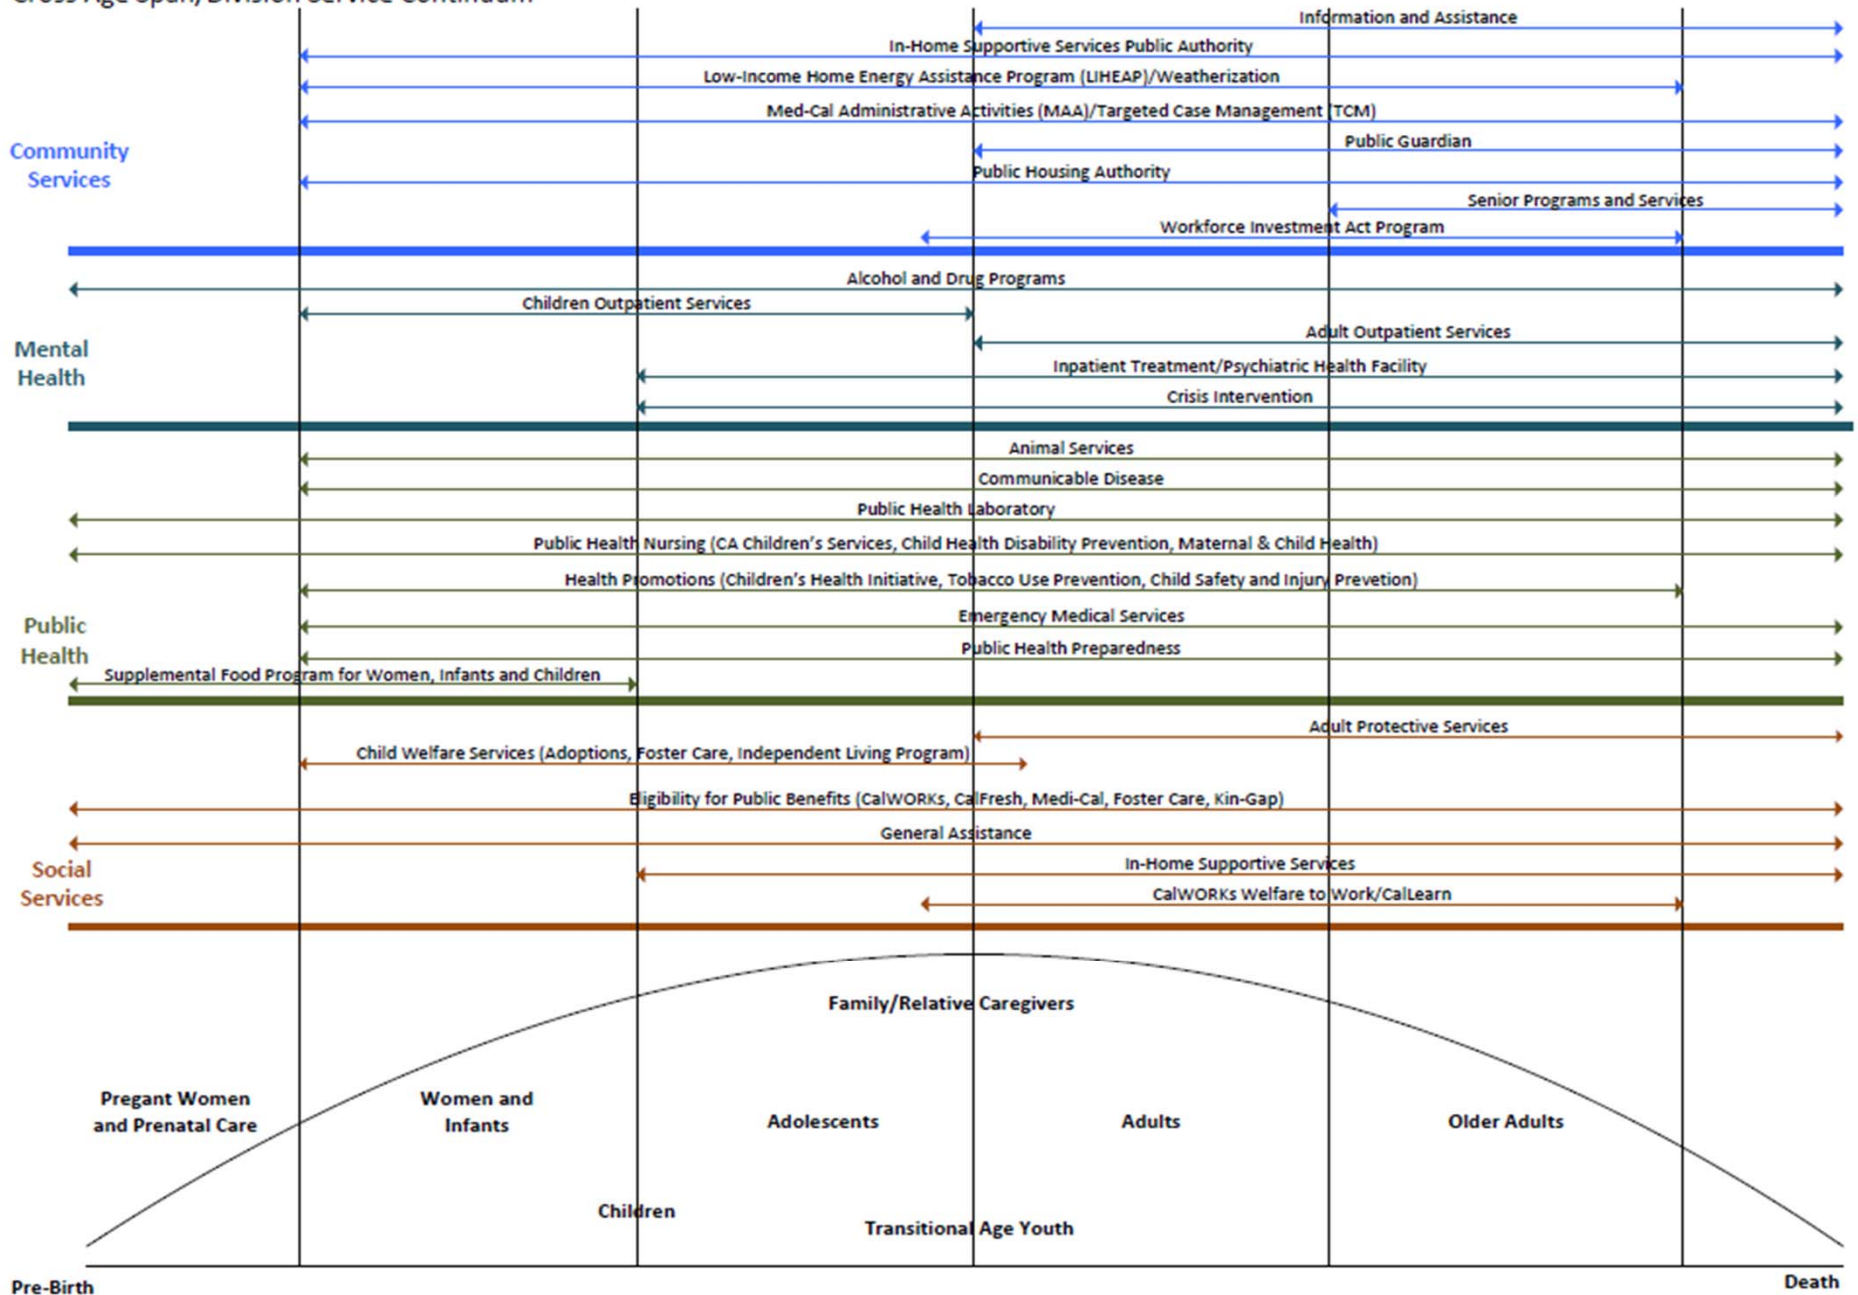 Cross Age Span/Division Service Continuum
Information and Assistance
In-Home Supportive Services Public Authority
Low-Income Home Energy Assistance Program (LIHEAP)/Weatherization
Med-Cal Administrative Activities (MAA)/Targeted Case Management (TCM)
Public Guardian
Community
Services
Public Housing Authority
Senior Programs and Services
Workforce Investment Act Program
Alcohol and Drug Programs
Children Outpatient Services
Adult Outpatient Services
Mental
Health
Inpatient Treatment/Psychiatric Health Facility
Crisis Intervention
Animal Services
Communicable Disease
Public Health Laboratory
Public Health Nursing (CA Children's Services, Child Health Disability Prevention, Maternal & Child Health)
Health Promotions (Children's Health Initiative, Tobacco Use Prevention, Child Safety and Injury Prevetion)
Emergency Medical Services
Public
Health
Public Health Preparedness
Supplemental Food Program for Women, Infants and Children
Adult Protective Services
Child Welfare Services (Adoptions, Foster Care, Independent Living Program)
Eligibility for Public Benefits (CalWORKs, CalFresh, Medi-Cal, Foster Care, Kin-Gap)
General Assistance
In-Home Supportive Services
Social
Services
CalWORKs Welfare to Work/CalLearn
Family/Relative Caregivers
Pregant Women
and Prenatal Care
Women and
Infants
Adolescents
Adults
Older Adults
Children
Transitional Age Youth
Pre-Birth
Death